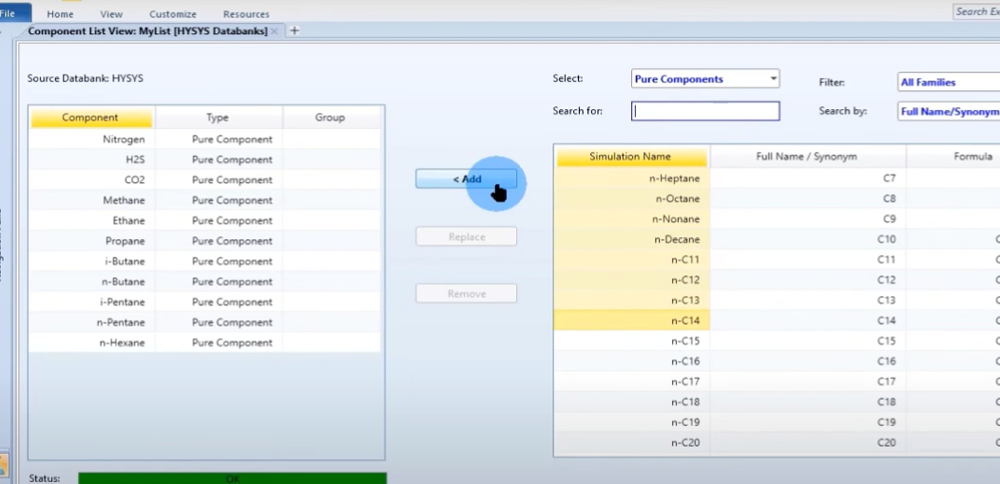 File Home View Customize Resources
Search Ex
Component List View: MyList [HYSYS Databanks] × +
Source Databank: HYSYS
Select: Pure Components Filter: All Families
Search for: Search by: Full Name/Synonym
Component Type Group
Nitrogen Pure Component
H2S Pure Component
CO2 Pure Component
Methane Pure Component
Ethane Pure Component
Propane Pure Component
i-Butane Pure Component
n-Butane Pure Component
i-Pentane Pure Component
n-Pentane Pure Component
n-Hexane Pure Component
< Add
Replace
Remove
Simulation Name Full Name / Synonym Formula
n-Heptane C7
n-Octane C8
n-Nonane C9
n-Decane C10 C
n-C11 C11 C
n-C12 C12 C
n-C13 C13 C
n-C14 C14 C
n-C15 C15 C
n-C16 C16 C
n-C17 C17 C
n-C18 C18 C
n-C19 C19 C
n-C20 C20 C
Status: OK